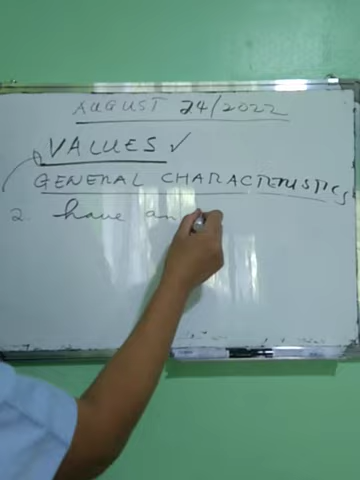 AUGUST 24/2022
VALUES ✓
GENERAL CHARACTERISTICS
2. have an